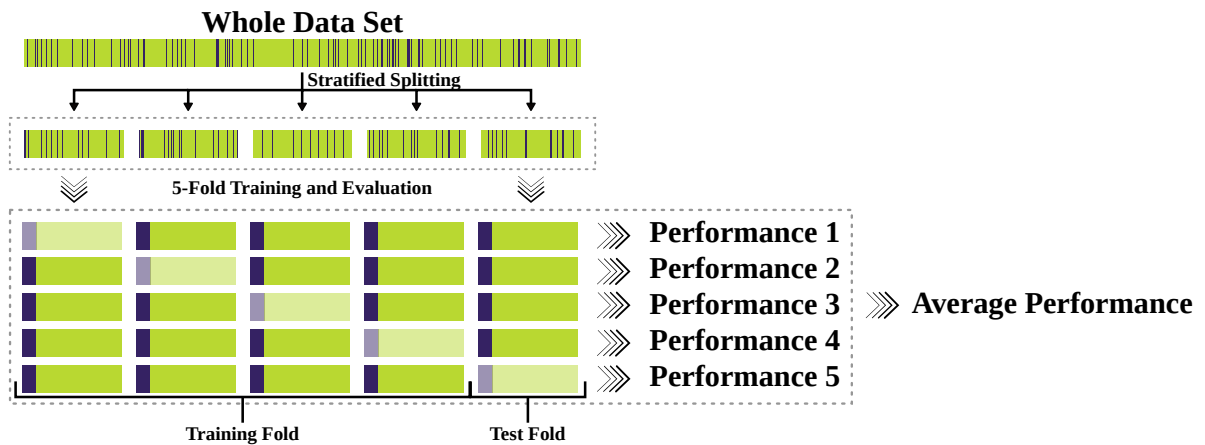 Whole Data Set
Stratified Splitting
5-Fold Training and Evaluation
Performance 1
Performance 2
Performance 3
Performance 4
Performance 5
Average Performance
Training Fold
Test Fold